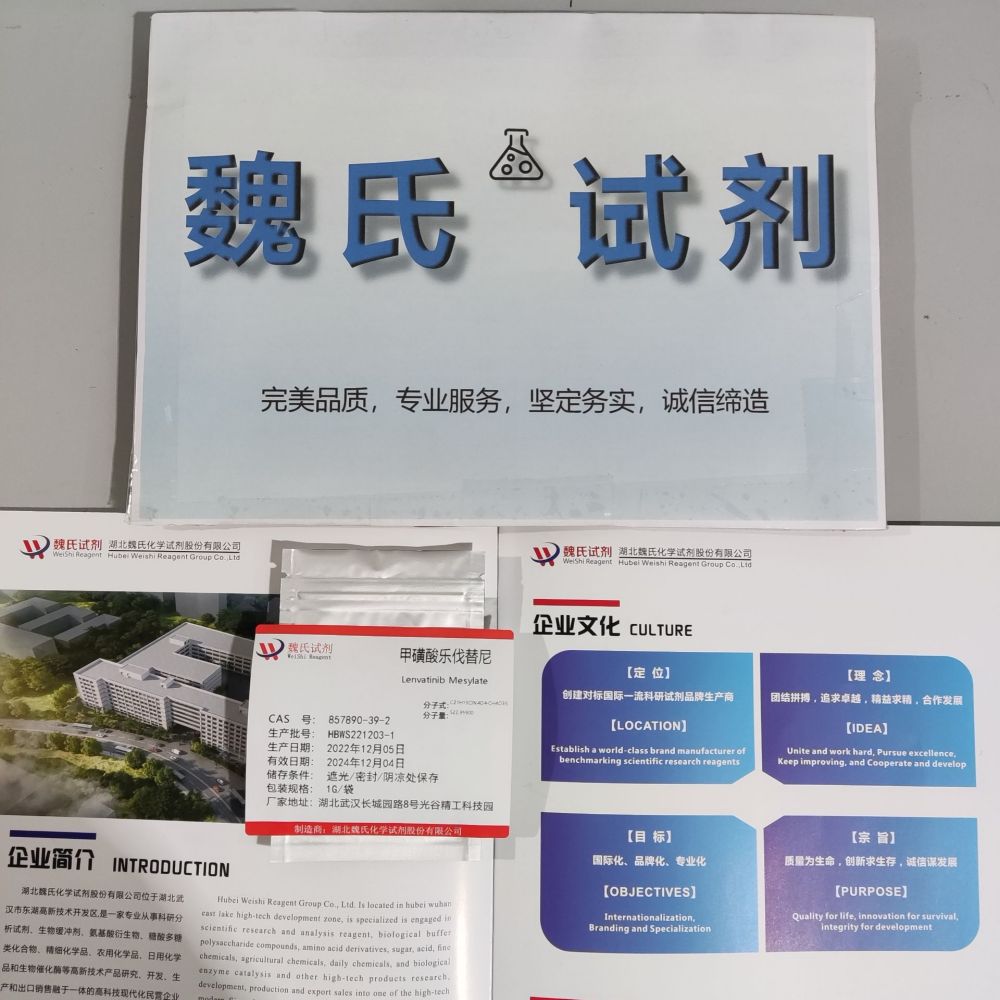 魏氏 试剂
完美品质，专业服务，坚定务实，诚信缔造
魏氏试剂 湖北魏氏化学试剂股份有限公司
WeiShi Reagent Hubei Weishi Reagent Group Co.,Ltd
企业简介 INTRODUCTION
湖北魏氏化学试剂股份有限公司位于湖北武
汉市东湖高新技术开发区,是一家专业从事科研分
析试剂、生物缓冲剂、氨基酸衍生物、糖酸多糖
类化合物、精细化学品、农用化学品、日用化学
品和生物催化酶等高新技术产品研究、开发、生
产和出口销售融于一体的高科技现代化民营企业
Hubei Weishi Reagent Group Co., Ltd. Is located in hubei wuhan
east lake high-tech development zone, is specialized is engaged in
scientific research and analysis reagent, biological buffer
polysaccharide compounds, amino acid derivatives, sugar, acid, fine
chemicals, agricultural chemicals, daily chemicals, and biological
enzyme catalysis and other high-tech products research,
development, production and export sales into one of the high-tech
魏氏试剂
WeiShi Reagent
甲磺酸乐伐替尼
Lenvatinib Mesylate
分子式:
分子量:
CAS 号: 857890-39-2
生产批号: HBWS221203-1
生产日期: 2022年12月05日
有效日期: 2024年12月04日
储存条件: 遮光/密封/阴凉处保存
包装规格: 1G/袋
厂家地址: 湖北武汉长城园路8号光谷精工科技园
制造商: 湖北魏氏化学试剂股份有限公司
魏氏试剂 湖北魏氏化学试剂股份有限公司
WeiShi Reagent Hubei Weishi Reagent Group Co.,Ltd
企业文化 CULTURE
【定 位】
创建对标国际一流科研试剂品牌生产商
【LOCATION】
Establish a world-class brand manufacturer of
benchmarking scientific research reagents
【理 念】
团结拼搏，追求卓越，精益求精，合作发展
【IDEA】
Unite and work hard, Pursue excellence,
Keep improving, and Cooperate and develop
【目 标】
国际化、品牌化、专业化
【OBJECTIVES】
Internationalization,
Branding and Specialization
【宗 旨】
质量为生命，创新求生存，诚信谋发展
【PURPOSE】
Quality for life, innovation for survival,
integrity for development